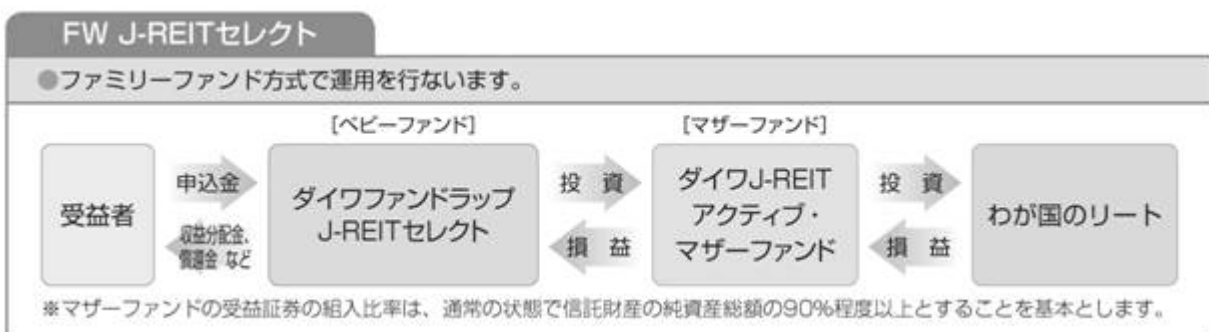 FW J-REITセレクト
●ファミリーファンド方式で運用を行ないます。
[ベビーファンド]
[マザーファンド]
受益者
申込金
収益分配金、
償還金 など
ダイワファンドラップ
J-REITセレクト
投 資
損 益
ダイワJ-REIT
アクティブ・
マザーファンド
投 資
損 益
わが国のリート
※マザーファンドの受益証券の組入比率は、通常の状態で信託財産の純資産総額の90%程度以上とすることを基本とします。